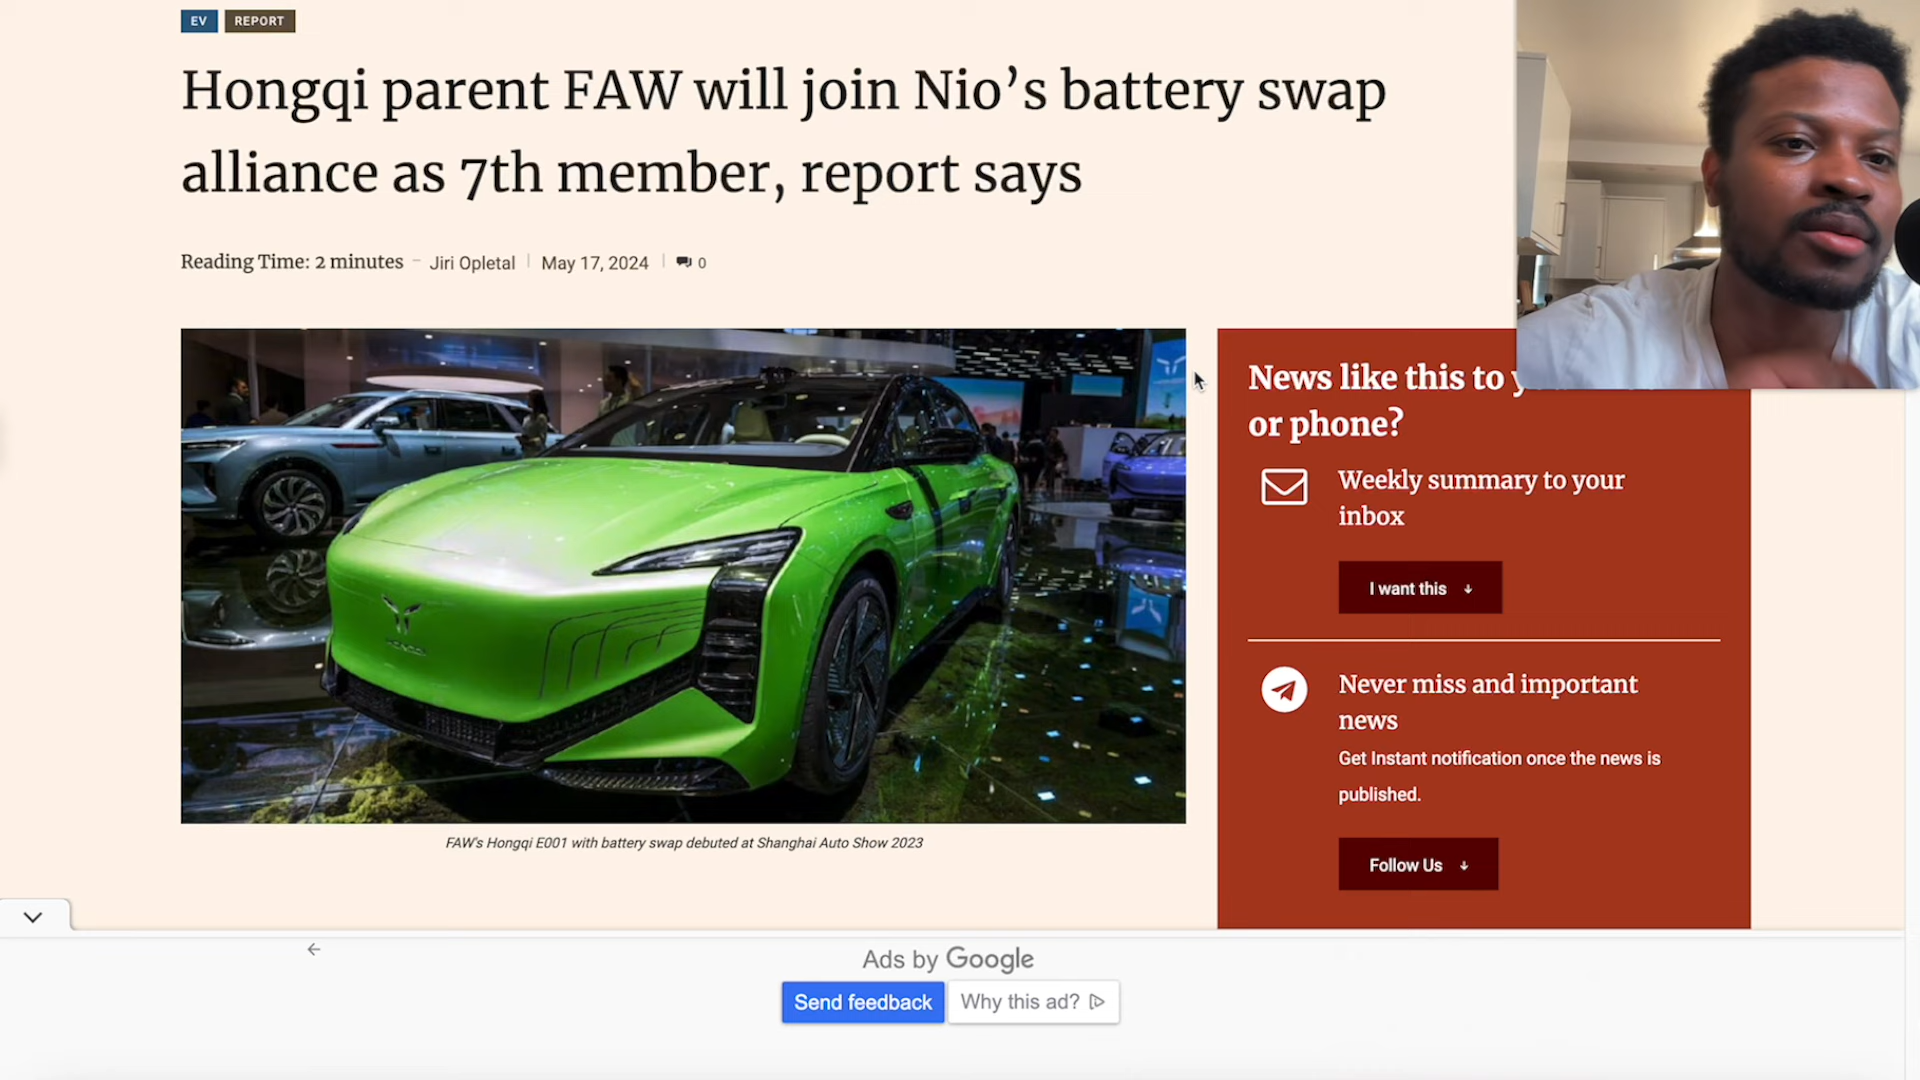 EV REPORT
Hongqi parent FAW will join Nio’s battery swap
alliance as 7th member, report says
Reading Time: 2 minutes – Jiri Opletal | May 17, 2024 | 0
News like this to
or phone?
Weekly summary to your
inbox
I want this ↓
Never miss and important
news
Get Instant notification once the news is
published.
Follow Us ↓
FAW's Hongqi E001 with battery swap debuted at Shanghai Auto Show 2023
Ads by Google
Send feedback Why this ad?